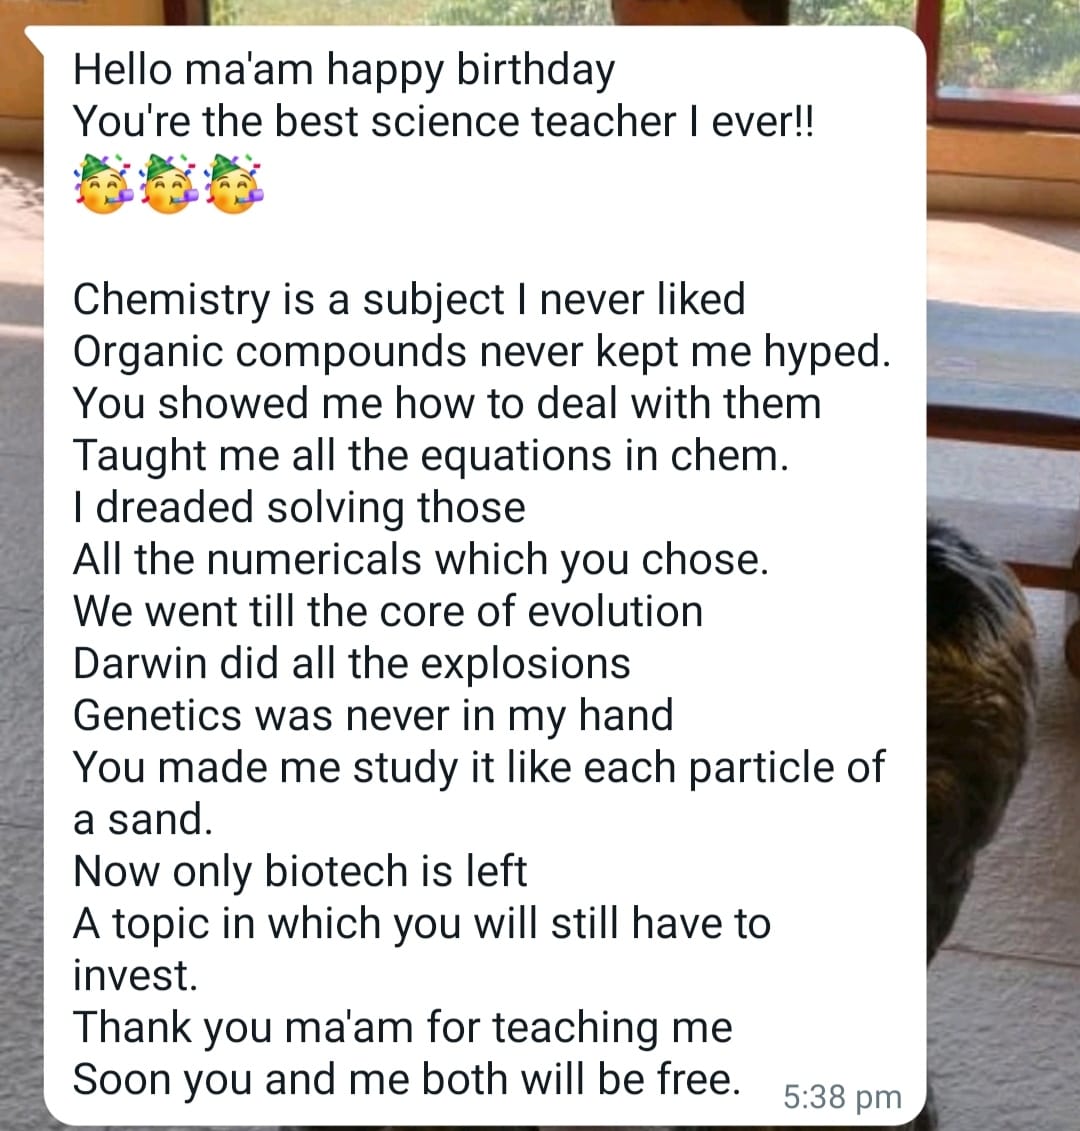 Hello ma'am happy birthday
You're the best science teacher I ever!!
🥳🥳🥳
Chemistry is a subject I never liked
Organic compounds never kept me hyped.
You showed me how to deal with them
Taught me all the equations in chem.
I dreaded solving those
All the numericals which you chose.
We went till the core of evolution
Darwin did all the explosions
Genetics was never in my hand
You made me study it like each particle of
a sand.
Now only biotech is left
A topic in which you will still have to
invest.
Thank you ma'am for teaching me
Soon you and me both will be free.
5:38 pm